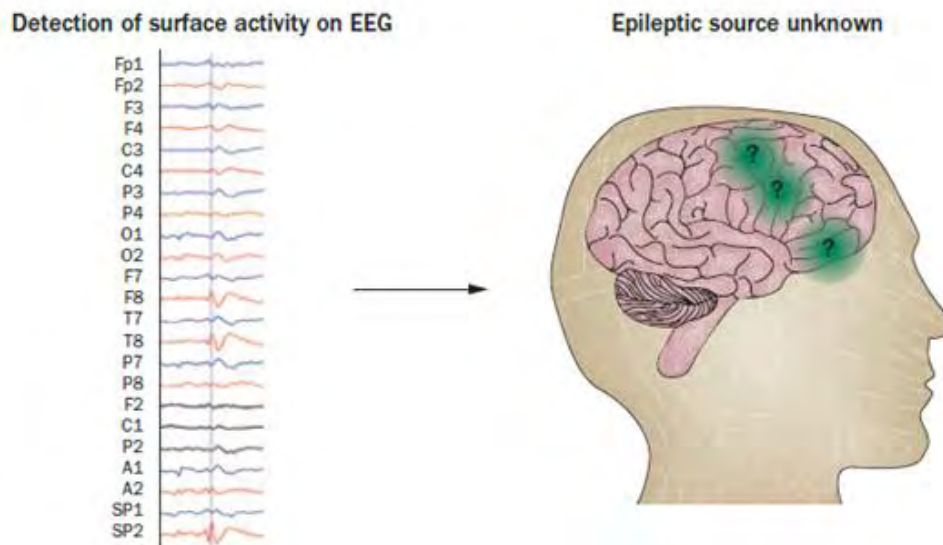 Detection of surface activity on EEG
Epileptic source unknown
Fp1
Fp2
F3
F4
C3
C4
P3
P4
O1
O2
F7
F8
T7
T8
P7
P8
F2
C1
P2
A1
A2
SP1
SP2
?
?
?